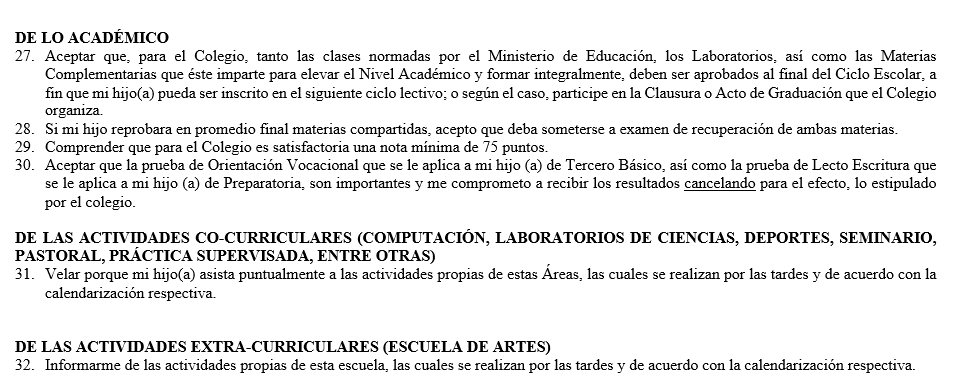 DE LO ACADÉMICO
27. Aceptar que, para el Colegio, tanto las clases normadas por el Ministerio de Educación, los Laboratorios, así como las Materias
Complementarias que éste imparte para elevar el Nivel Académico y formar integralmente, deben ser aprobados al final del Ciclo Escolar, a
fin que mi hijo(a) pueda ser inscrito en el siguiente ciclo lectivo; o según el caso, participe en la Clausura o Acto de Graduación que el Colegio
organiza.
28. Si mi hijo reprobara en promedio final materias compartidas, acepto que deba someterse a examen de recuperación de ambas materias.
29. Comprender que para el Colegio es satisfactoria una nota mínima de 75 puntos.
30. Aceptar que la prueba de Orientación Vocacional que se le aplica a mi hijo (a) de Tercero Básico, así como la prueba de Lecto Escritura que
se le aplica a mi hijo (a) de Preparatoria, son importantes y me comprometo a recibir los resultados cancelando para el efecto, lo estipulado
por el colegio.
DE LAS ACTIVIDADES CO-CURRICULARES (COMPUTACIÓN, LABORATORIOS DE CIENCIAS, DEPORTES, SEMINARIO,
PASTORAL, PRÁCTICA SUPERVISADA, ENTRE OTRAS)
31. Velar porque mi hijo(a) asista puntualmente a las actividades propias de estas Áreas, las cuales se realizan por las tardes y de acuerdo con la
calendarización respectiva.
DE LAS ACTIVIDADES EXTRA-CURRICULARES (ESCUELA DE ARTES)
32. Informarme de las actividades propias de esta escuela, las cuales se realizan por las tardes y de acuerdo con la calendarización respectiva.